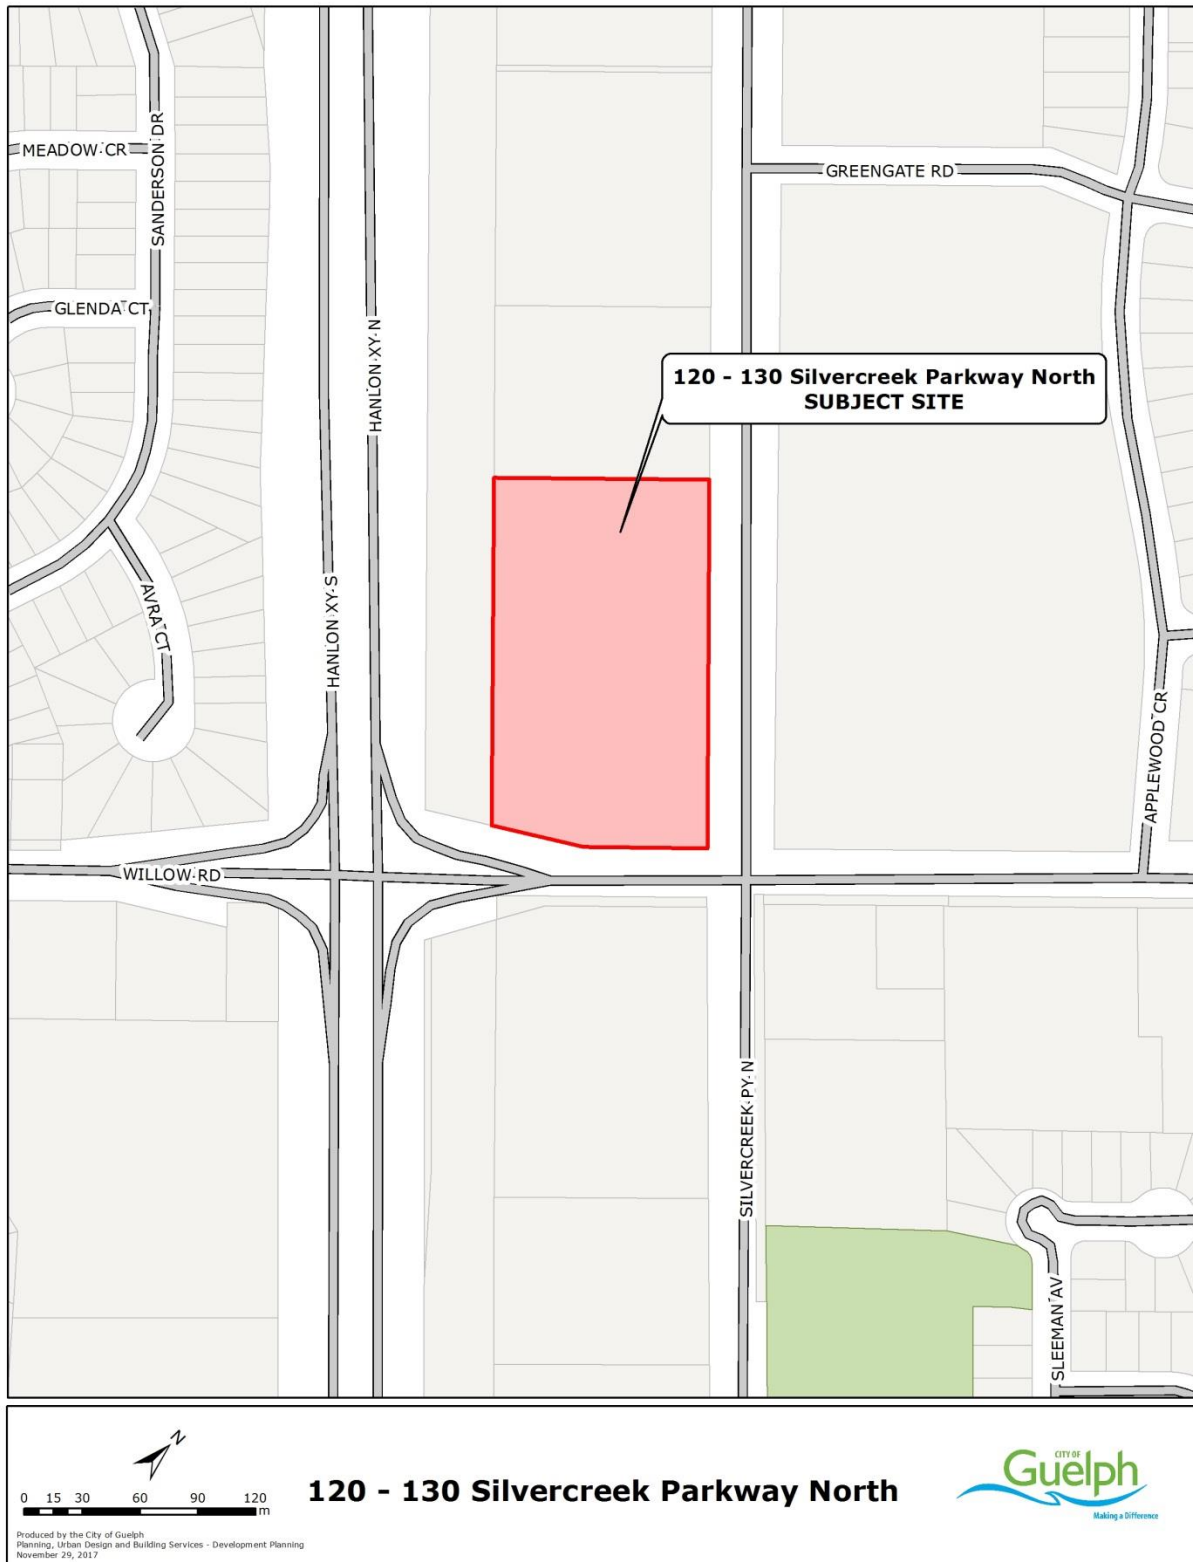 MEADOW CR
SANDERSON DR
GREENGATE RD
GLENDA CT
HANLON XY N
120 - 130 Silvercreek Parkway North
SUBJECT SITE
HANLON XY S
AVRA CT
APPLEWOOD CR
WILLOW RD
SILVERCREEK PY N
SLEEMAN AV
N
0 15 30 60 90 120
m
120 - 130 Silvercreek Parkway North
CITY OF
Guelph
Making a Difference
Produced by the City of Guelph
Planning, Urban Design and Building Services - Development Planning
November 29, 2017